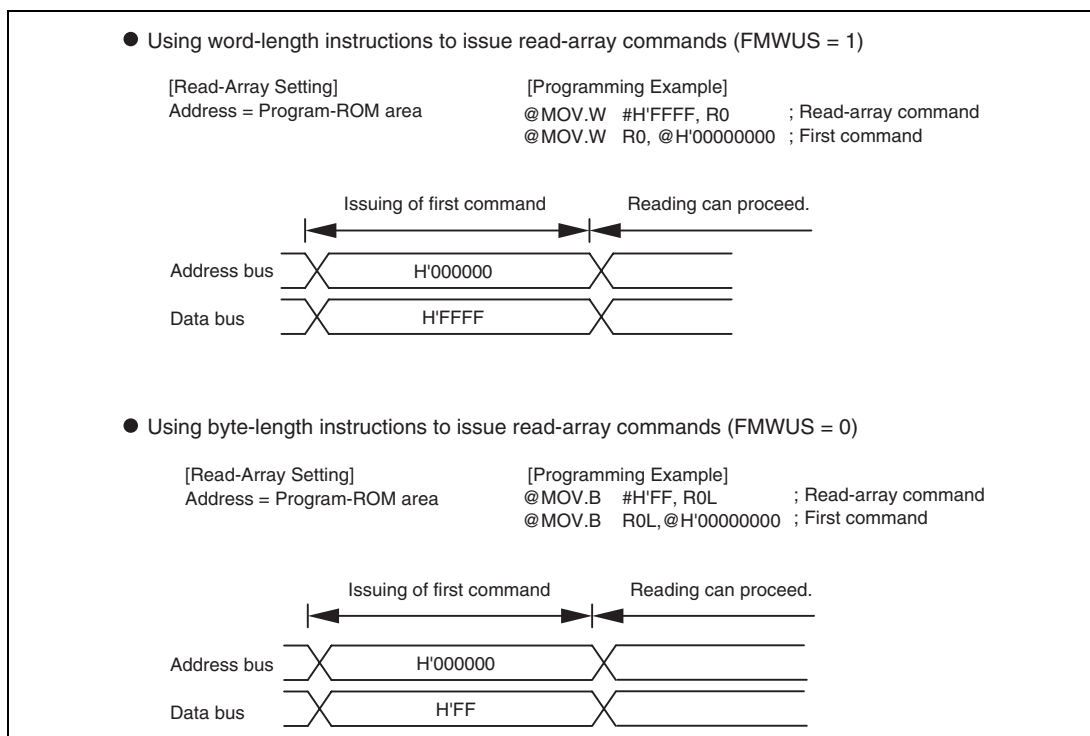 ● Using word-length instructions to issue read-array commands (FMWUS = 1)
[Read-Array Setting] [Programming Example]
Address = Program-ROM area @MOV.W #H'FFFF, R0 ; Read-array command
@MOV.W R0, @H'00000000 ; First command
Issuing of first command Reading can proceed.
Address bus H'000000
Data bus H'FFFF
● Using byte-length instructions to issue read-array commands (FMWUS = 0)
[Read-Array Setting] [Programming Example]
Address = Program-ROM area @MOV.B #H'FF, R0L ; Read-array command
@MOV.B R0L,@H'00000000 ; First command
Issuing of first command Reading can proceed.
Address bus H'000000
Data bus H'FF